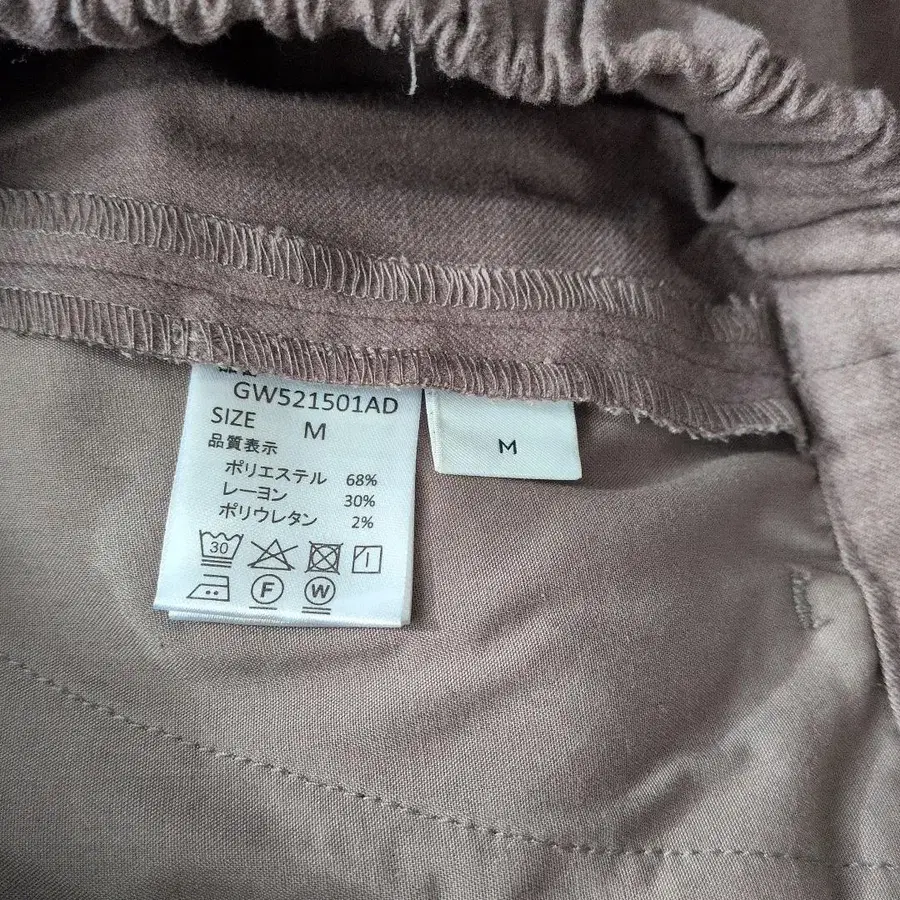 GW521501AD
SIZE M
品質表示
ポリエステル 68%
レーヨン 30%
ポリウレタン 2%
30
F W
M